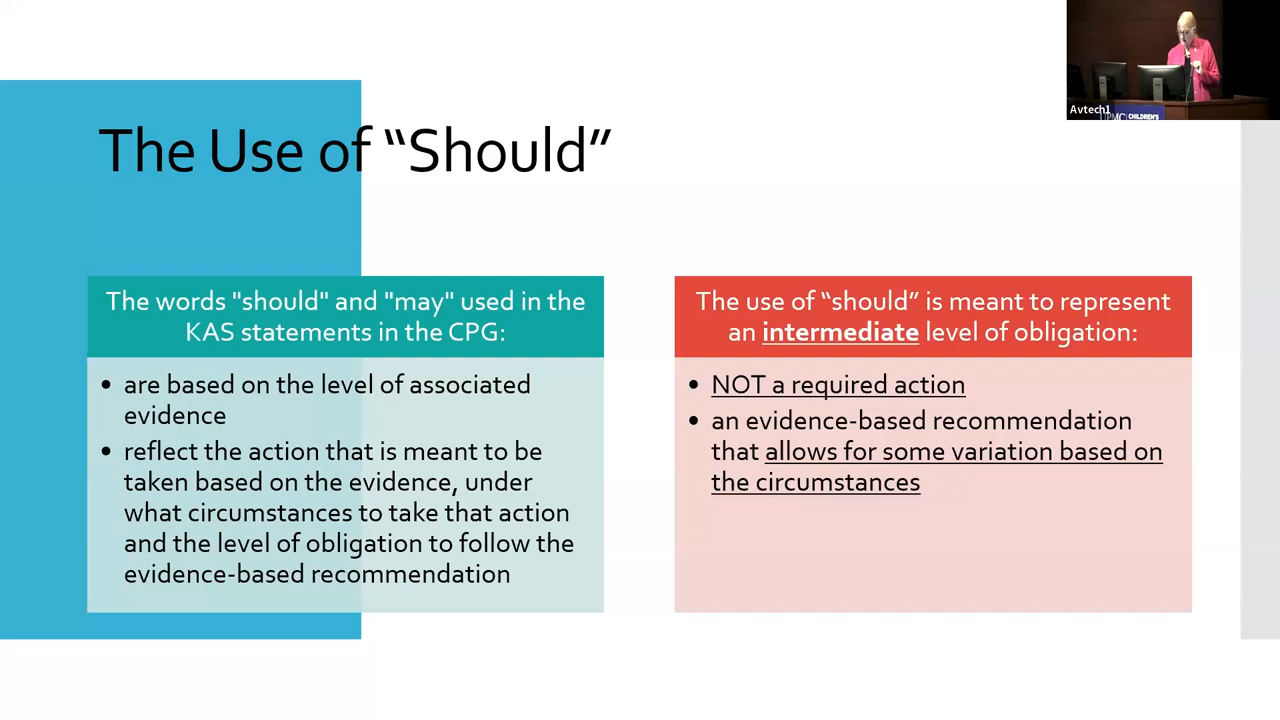 The Use of “Should”
The words "should" and "may" used in the
KAS statements in the CPG:
• are based on the level of associated
evidence
• reflect the action that is meant to be
taken based on the evidence, under
what circumstances to take that action
and the level of obligation to follow the
evidence-based recommendation
The use of “should” is meant to represent
an intermediate level of obligation:
• NOT a required action
• an evidence-based recommendation
that allows for some variation based on
the circumstances
Avtech1
UPMC CHILDREN'S